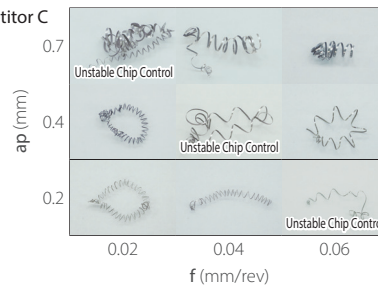 titor C
0.7
Unstable Chip Control
ap (mm)
0.4
Unstable Chip Control
0.2
Unstable Chip Contro
0.02 0.04 0.06
f (mm/rev)